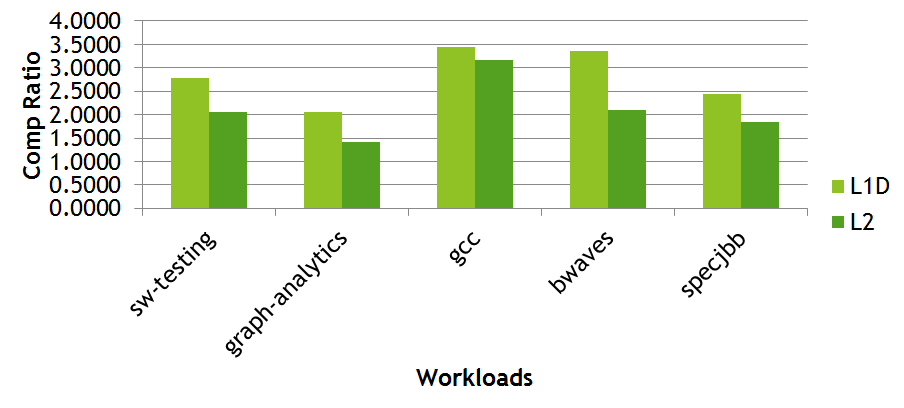 4.0000
3.5000
3.0000
2.5000
2.0000
1.5000
1.0000
0.5000
0.0000
Comp Ratio
sw-testing
graph-analytics
gcc
bwaves
specjbb
Workloads
L1D
L2